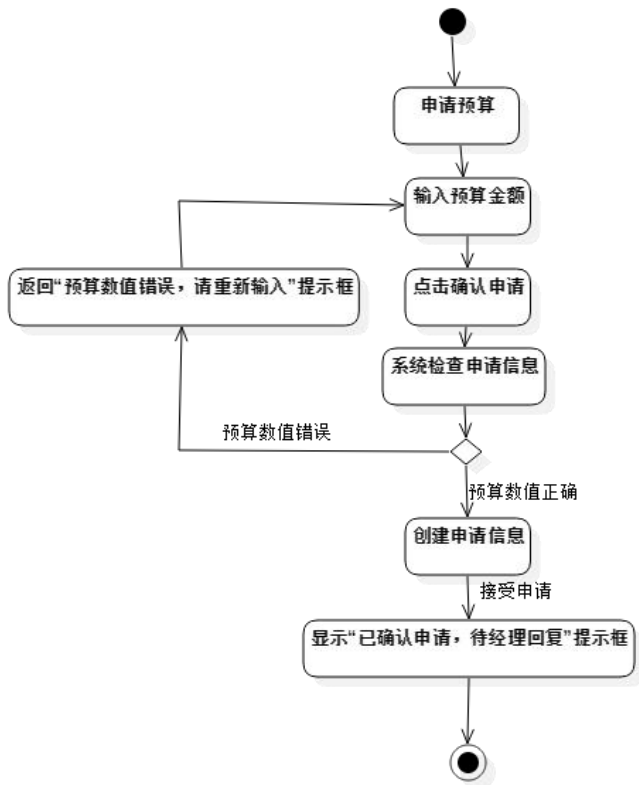 申请预算
输入预算金额
返回“预算数值错误，请重新输入”提示框
点击确认申请
系统检查申请信息
预算数值错误
预算数值正确
创建申请信息
接受申请
显示“已确认申请，待经理回复”提示框